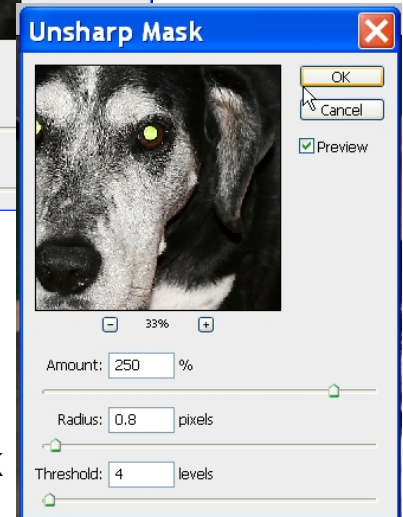 Unsharp Mask
OK
Cancel
Preview
33%
Amount: 250 %
Radius: 0.8 pixels
Threshold: 4 levels